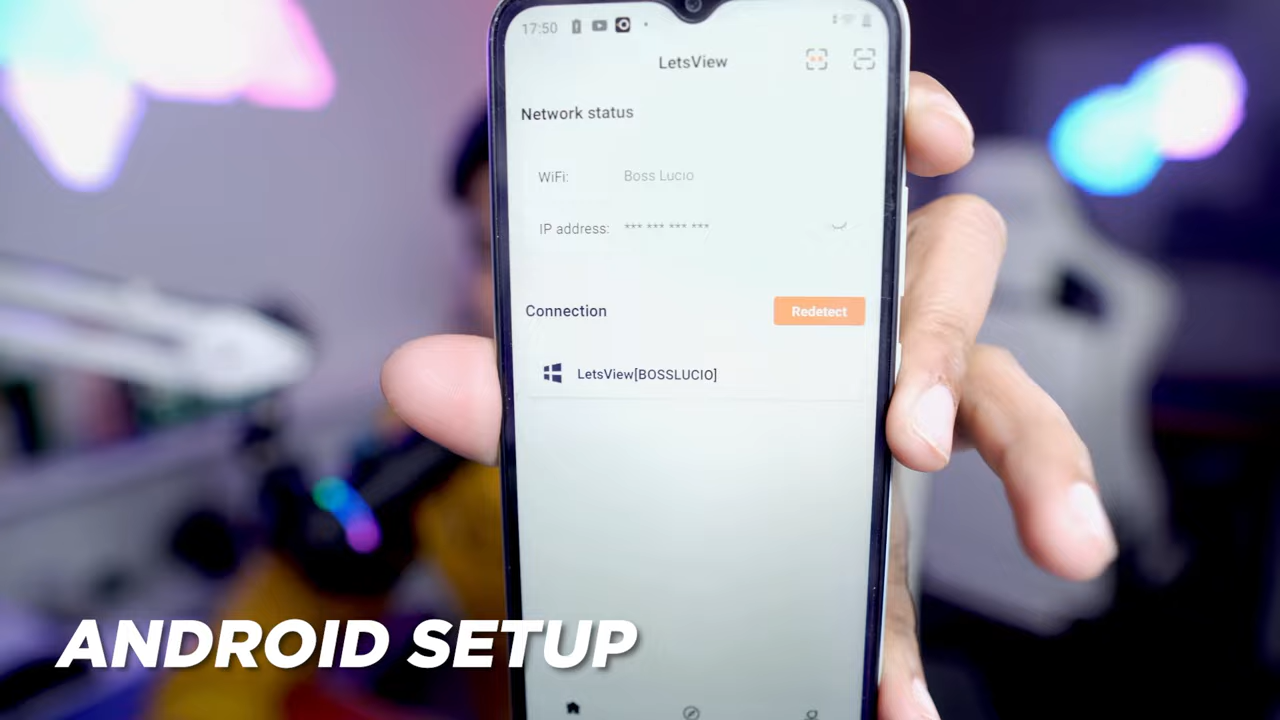 17:50
LetsView
Network status
WiFi: Boss Lucio
IP address: *** *** *** ***
Connection
Redetect
LetsView[BOSSLUCIO]
ANDROID SETUP